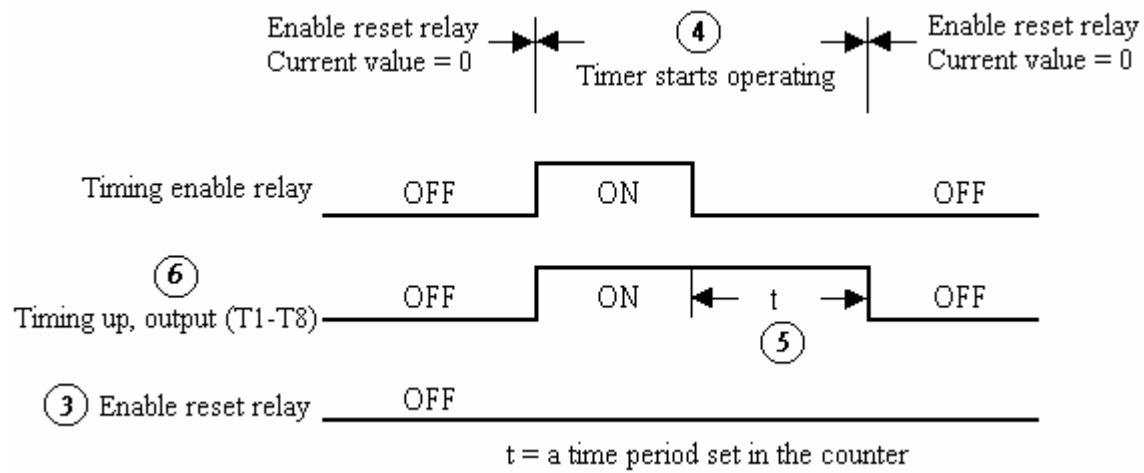 Enable reset relay
Current value = 0
4
Timer starts operating
Enable reset relay
Current value = 0
Timing enable relay
OFF
ON
OFF
6
Timing up, output (T1-T8)
OFF
ON
t
OFF
5
3 Enable reset relay
OFF
t = a time period set in the counter